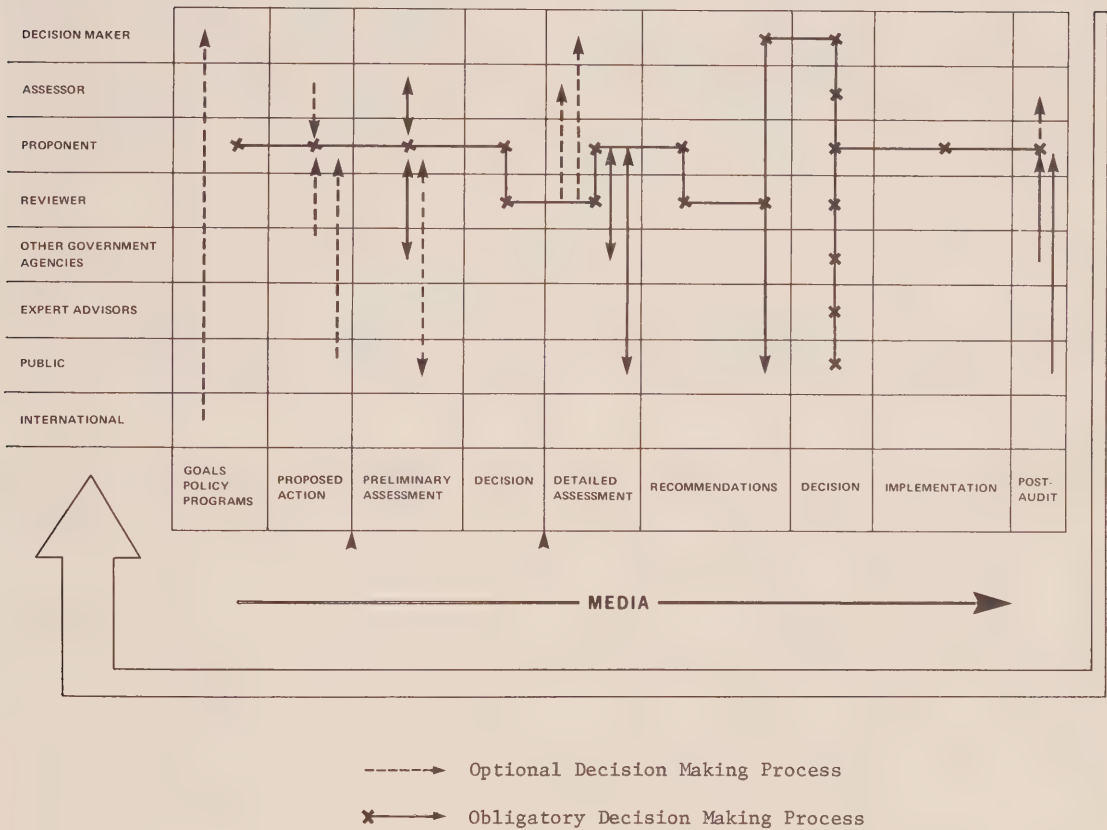 DECISION MAKER
ASSESSOR
PROPONENT
REVIEWER
OTHER GOVERNMENT
AGENCIES
EXPERT ADVISORS
PUBLIC
INTERNATIONAL
GOALS
POLICY
PROGRAMS
PROPOSED
ACTION
PRELIMINARY
ASSESSMENT
DECISION
DETAILED
ASSESSMENT
RECOMMENDATIONS
DECISION
IMPLEMENTATION
POST-
AUDIT
MEDIA
Optional Decision Making Process
Obligatory Decision Making Process